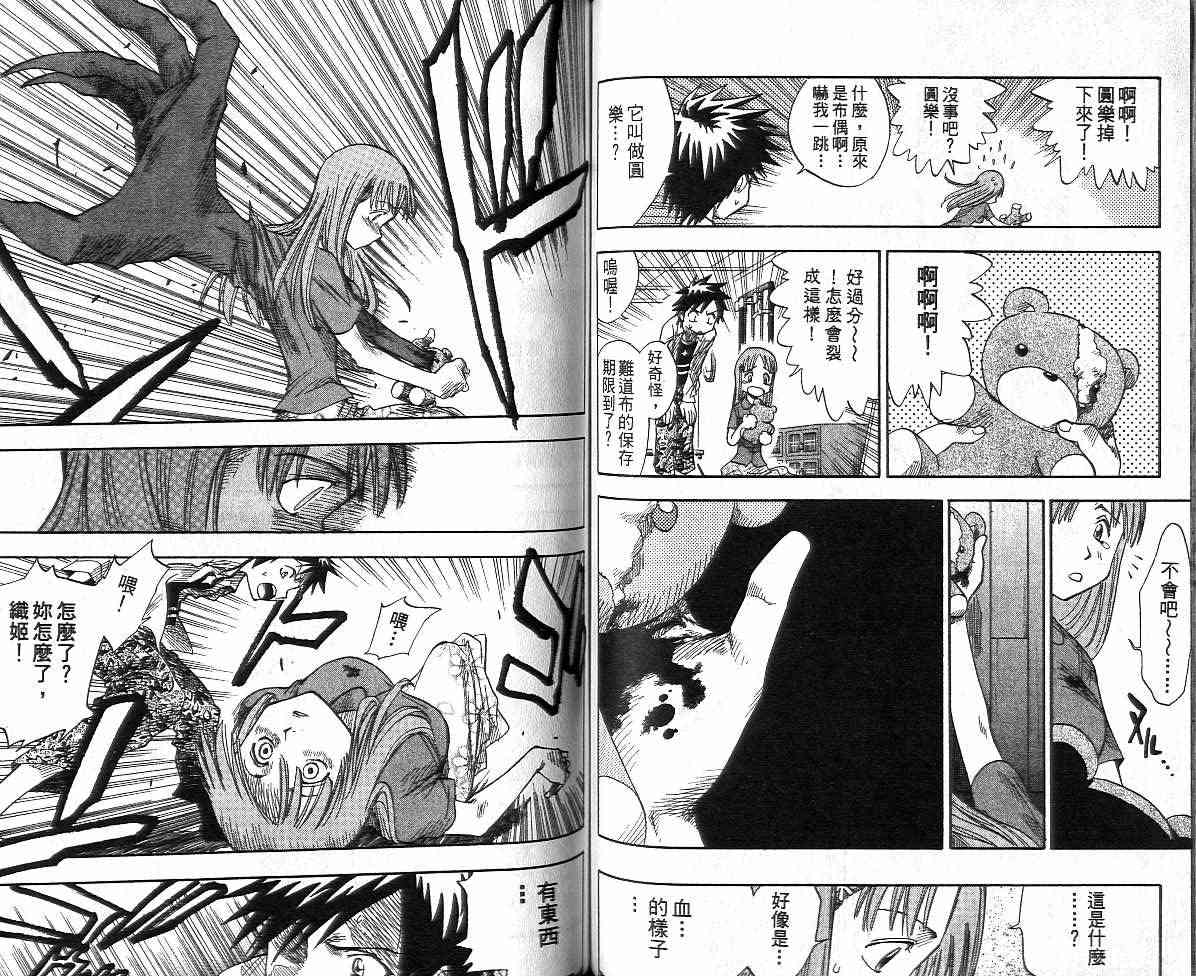 啊啊！
圓樂掉
下來了！
沒事吧？
圓樂！
什麼，原來
是布偶啊…
嚇我一跳…
它叫做圓
樂…？
啊啊啊！
好過分～～
！怎麼會裂
成這樣！
嗚喔！
好奇怪，
難道布的保存
期限到了？
不會吧～～……
ヌル…
這是什麼
……？
好像是…
血…
的樣子
喂…
喂！
怎麼了？
妳怎麼了，
織姬！
有東西
…